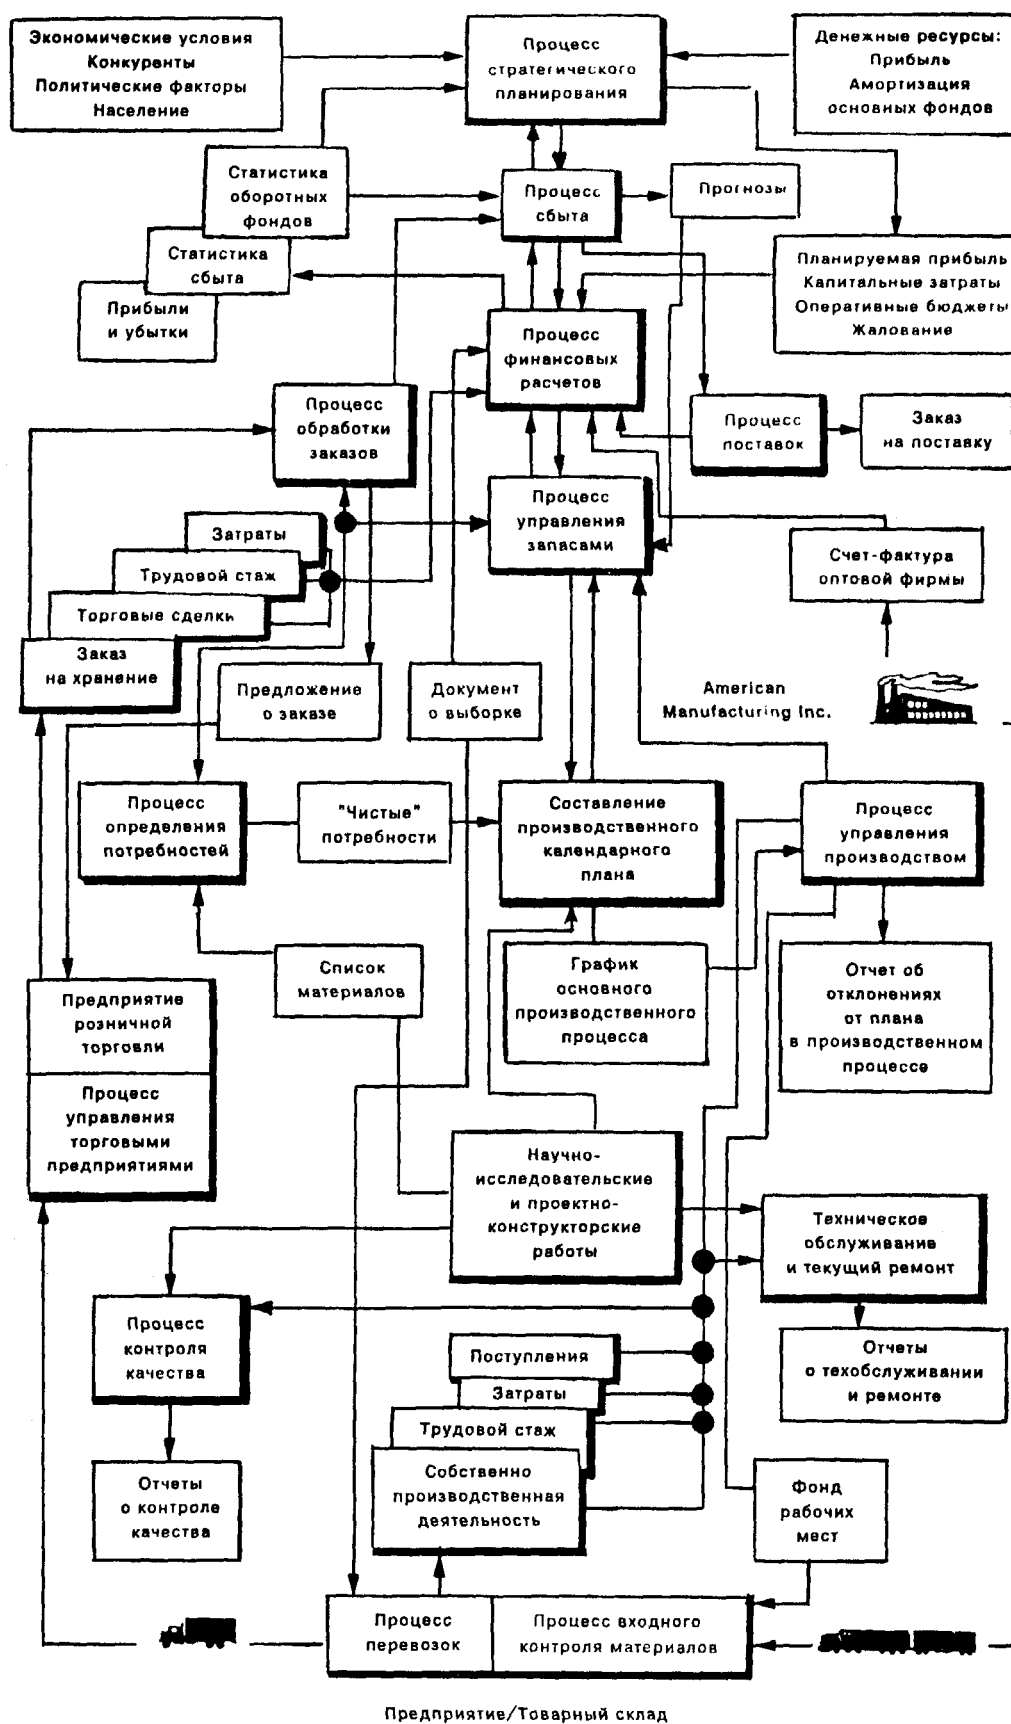 Экономические условия
Конкуренты
Политические факторы
Население
Процесс
стратегического
планирования
Денежные ресурсы:
Прибыль
Амортизация
основных фондов
Статистика
оборотных
фондов
Процесс
сбыта
Прогнозы
Статистика
сбыта
Прибыли
и убытки
Планируемая прибыль
Капитальные затраты
Оперативные бюджеты
Жалование
Процесс
финансовых
расчетов
Процесс
обработки
заказов
Процесс
поставок
Заказ
на поставку
Процесс
управления
запасами
Затраты
Трудовой стаж
Торговые сделки
Заказ
на хранение
Счет-фактура
оптовой фирмы
Предложение
о заказе
Документ
о выборке
American
Manufacturing Inc.
Процесс
определения
потребностей
"Чистые"
потребности
Составление
производственного
календарного
плана
Процесс
управления
производством
Список
материалов
График
основного
производственного
процесса
Отчет об
отклонениях
от плана
в производственном
процессе
Предприятие
розничной
торговли
Процесс
управления
торговыми
предприятиями
Научно-
исследовательские
и проектно-
конструкторские
работы
Техническое
обслуживание
и текущий ремонт
Процесс
контроля
качества
Отчеты
о техобслуживании
и ремонте
Поступления
Затраты
Трудовой стаж
Собственно
производственная
деятельность
Отчеты
о контроле
качества
Фонд
рабочих
мест
Процесс
перевозок
Процесс входного
контроля материалов
Предприятие/Товарный склад